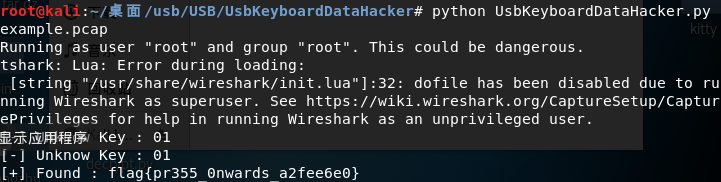 root@kali:~/桌面/usb/USB/UsbKeyboardDataHacker# python UsbKeyboardDataHacker.py
example.pcap
Running as user "root" and group "root". This could be dangerous.
tshark: Lua: Error during loading:
 [string "/usr/share/wireshark/init.lua"]:32: dofile has been disabled due to ru
nning Wireshark as superuser. See https://wiki.wireshark.org/CaptureSetup/Captur
ePrivileges for help in running Wireshark as an unprivileged user.
显示应用程序 Key : 01
[-] Unknow Key : 01
[+] Found : flag{pr355_0nwards_a2fee6e0}
kitty